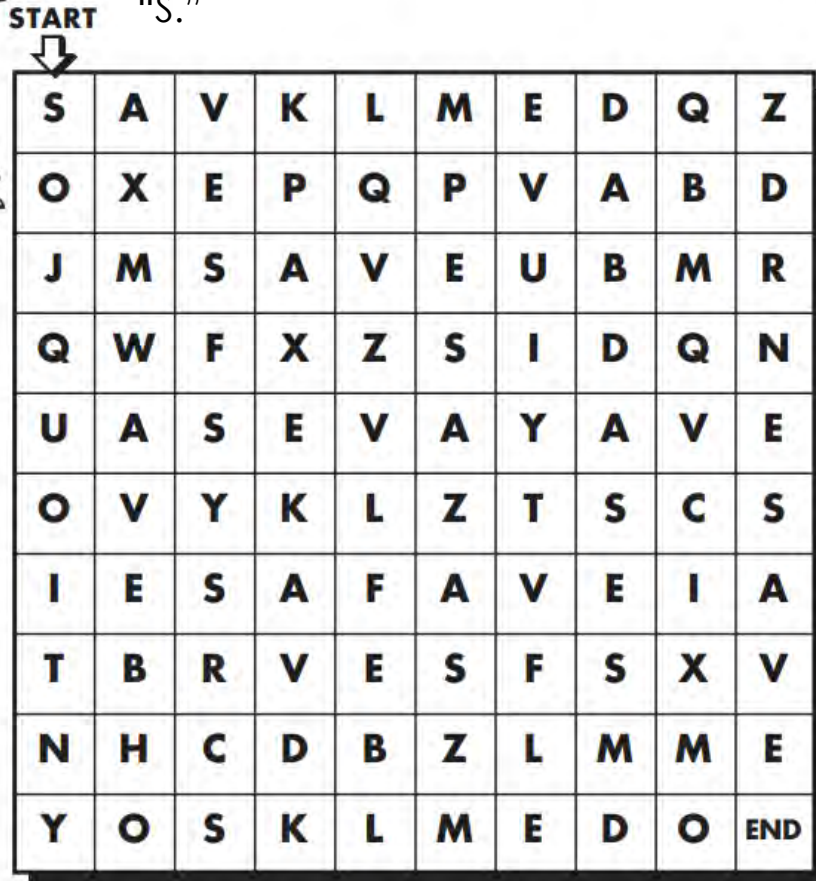 "S."
START
S A V K L M E D Q Z
O X E P Q P V A B D
J M S A V E U B M R
Q W F X Z S I D Q N
U A S E V A Y A V E
O V Y K L Z T S C S
I E S A F A V E I A
T B R V E S F S X V
N H C D B Z L M M E
Y O S K L M E D O END